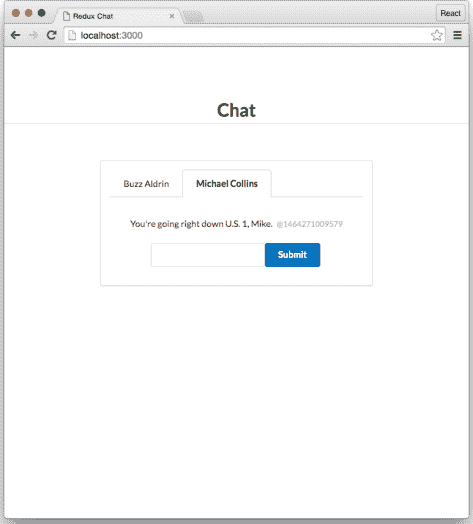 Redux Chat
React
localhost:3000
Chat
Buzz Aldrin Michael Collins
You're going right down U.S. 1, Mike. @1464271009579
Submit